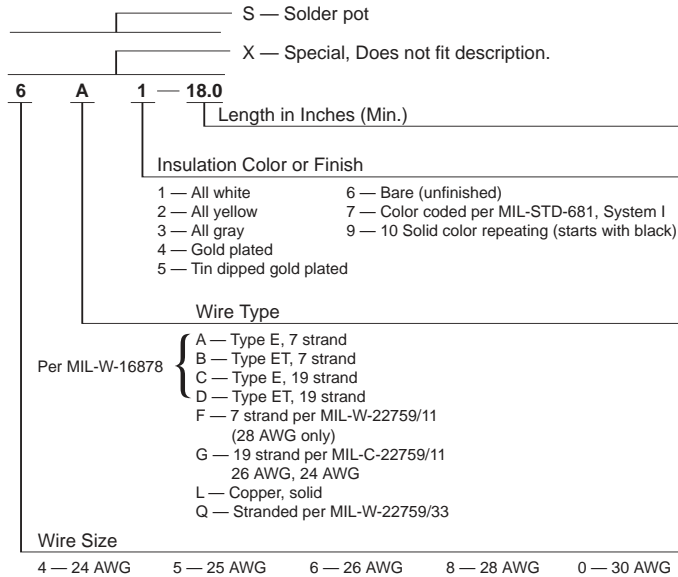 S — Solder pot
X — Special, Does not fit description.
6 A 1 — 18.0
Length in Inches (Min.)
Insulation Color or Finish
1 — All white 6 — Bare (unfinished)
2 — All yellow 7 — Color coded per MIL-STD-681, System I
3 — All gray 9 — 10 Solid color repeating (starts with black)
4 — Gold plated
5 — Tin dipped gold plated
Wire Type
A — Type E, 7 strand
Per MIL-W-16878 { B — Type ET, 7 strand
C — Type E, 19 strand
D — Type ET, 19 strand
F — 7 strand per MIL-W-22759/11
(28 AWG only)
G — 19 strand per MIL-C-22759/11
26 AWG, 24 AWG
L — Copper, solid
Q — Stranded per MIL-W-22759/33
Wire Size
4 — 24 AWG 5 — 25 AWG 6 — 26 AWG 8 — 28 AWG 0 — 30 AWG